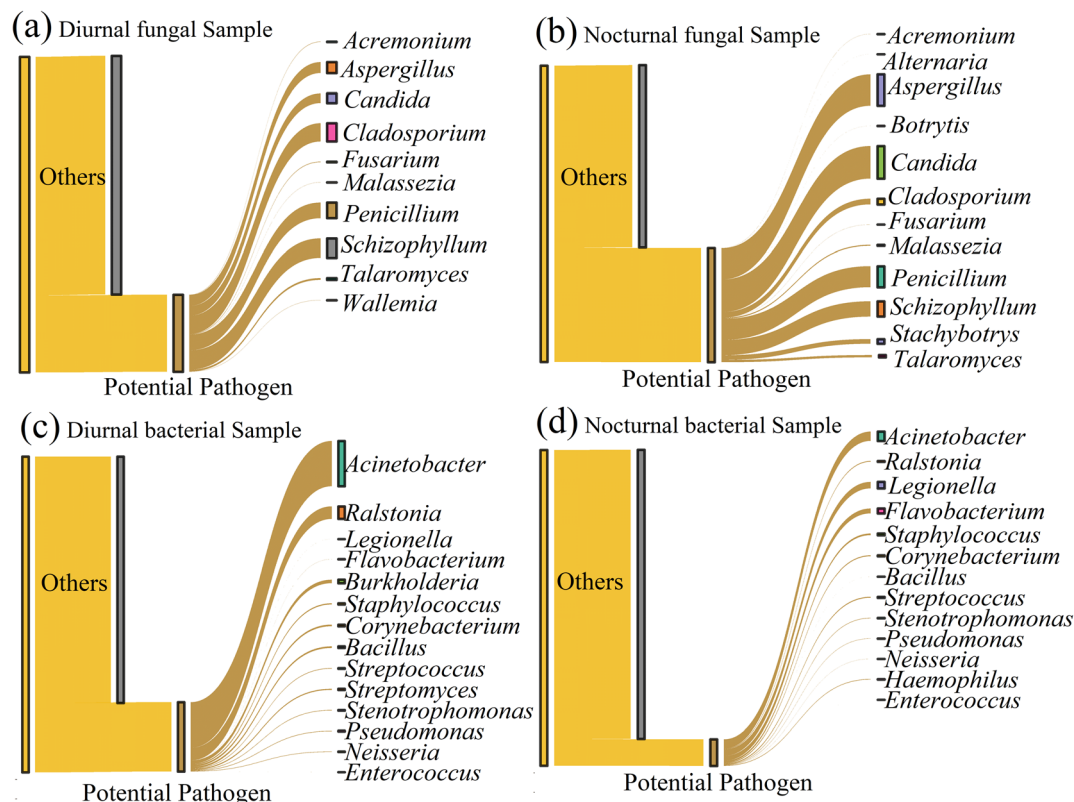 (a) Diurnal fungal Sample
Acremonium
Aspergillus
Candida
Cladosporium
Fusarium
Malassezia
Penicillium
Schizophyllum
Talaromyces
Wallemia
Others
Potential Pathogen
(b) Nocturnal fungal Sample
Acremonium
Alternaria
Aspergillus
Botrytis
Candida
Cladosporium
Fusarium
Malassezia
Penicillium
Schizophyllum
Stachybotrys
Talaromyces
Others
Potential Pathogen
(c) Diurnal bacterial Sample
Acinetobacter
Ralstonia
Legionella
Flavobacterium
Burkholderia
Staphylococcus
Corynebacterium
Bacillus
Streptococcus
Streptomyces
Stenotrophomonas
Pseudomonas
Neisseria
Enterococcus
Others
Potential Pathogen
(d) Nocturnal bacterial Sample
Acinetobacter
Ralstonia
Legionella
Flavobacterium
Staphylococcus
Corynebacterium
Bacillus
Streptococcus
Stenotrophomonas
Pseudomonas
Neisseria
Haemophilus
Enterococcus
Others
Potential Pathogen